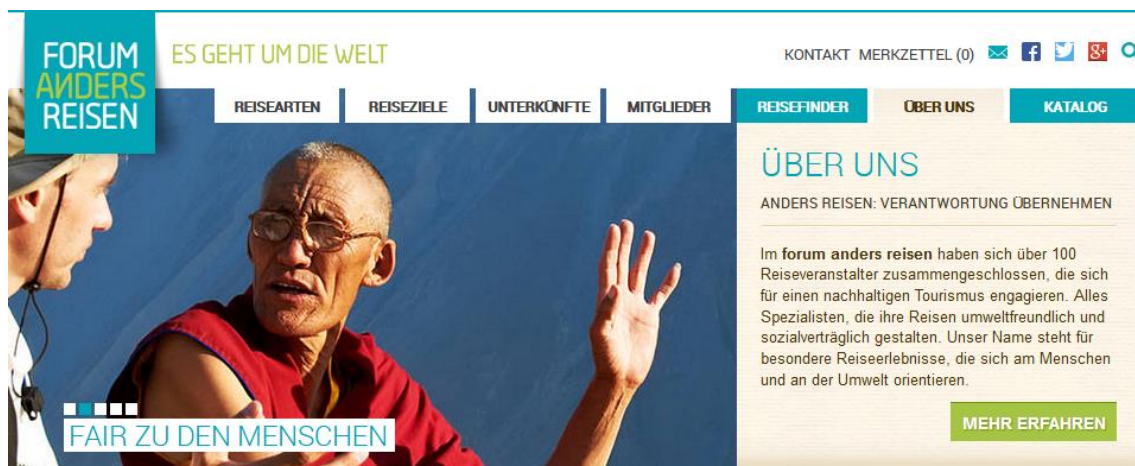 FORUM
ANDERS
REISEN
ES GEHT UM DIE WELT
KONTAKT MERKZETTEL (0)
REISEARTEN REISEZIELE UNTERKÜNFTE MITGLIEDER REISEFINDER ÜBER UNS KATALOG
ÜBER UNS
ANDERS REISEN: VERANTWORTUNG ÜBERNEHMEN
Im forum anders reisen haben sich über 100
Reiseveranstalter zusammengeschlossen, die sich
für einen nachhaltigen Tourismus engagieren. Alles
Spezialisten, die ihre Reisen umweltfreundlich und
sozialverträglich gestalten. Unser Name steht für
besondere Reiseerlebnisse, die sich am Menschen
und an der Umwelt orientieren.
MEHR ERFAHREN
FAIR ZU DEN MENSCHEN